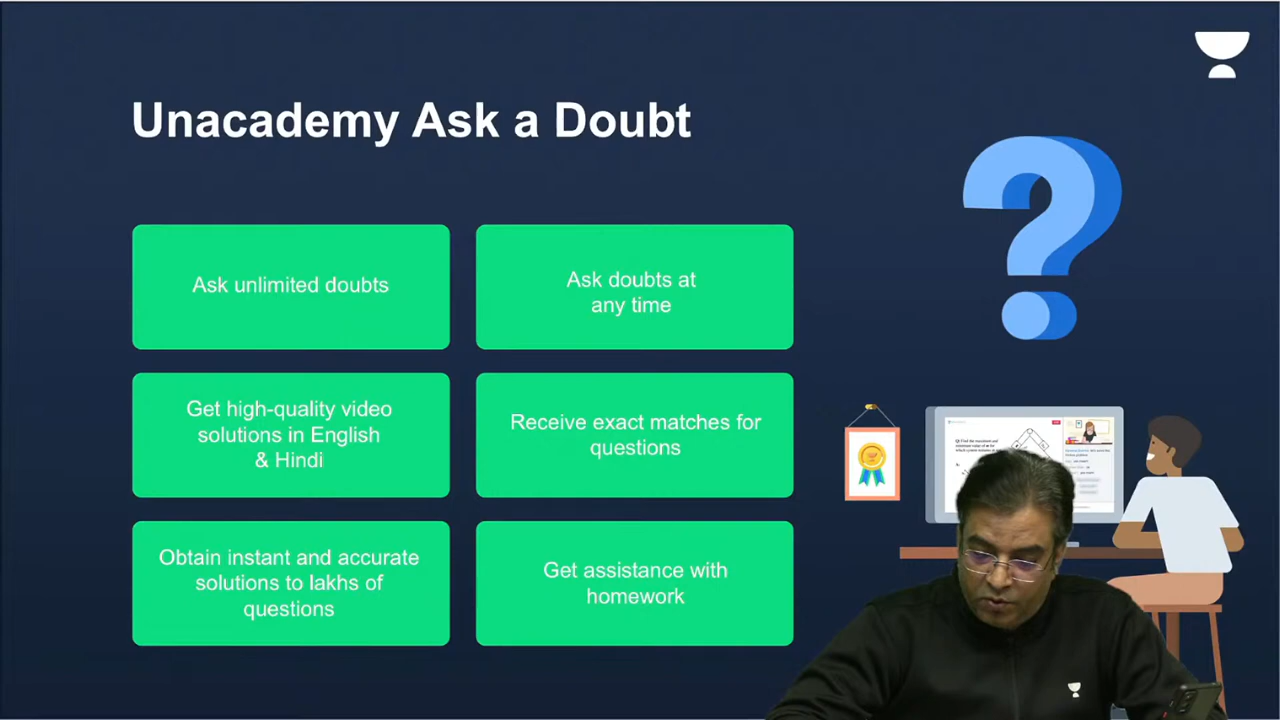 Unacademy Ask a Doubt
Ask unlimited doubts
Ask doubts at
any time
Get high-quality video
solutions in English
& Hindi
Receive exact matches for
questions
Obtain instant and accurate
solutions to lakhs of
questions
Get assistance with
homework